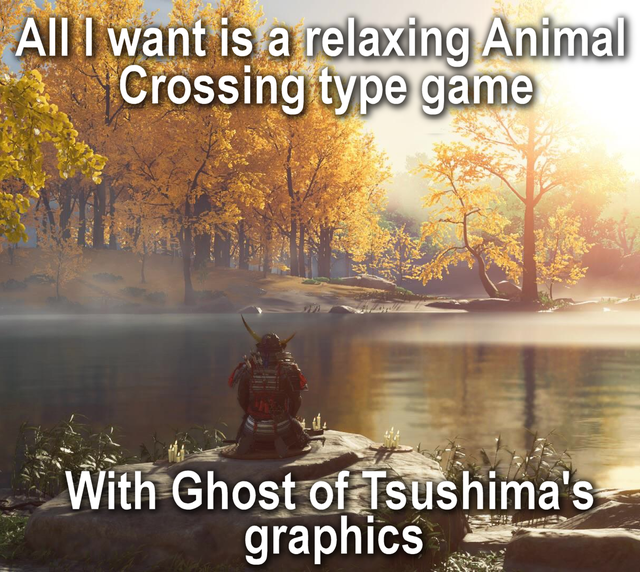 All I want is a relaxing Animal
Crossing type game
With Ghost of Tsushima's
graphics